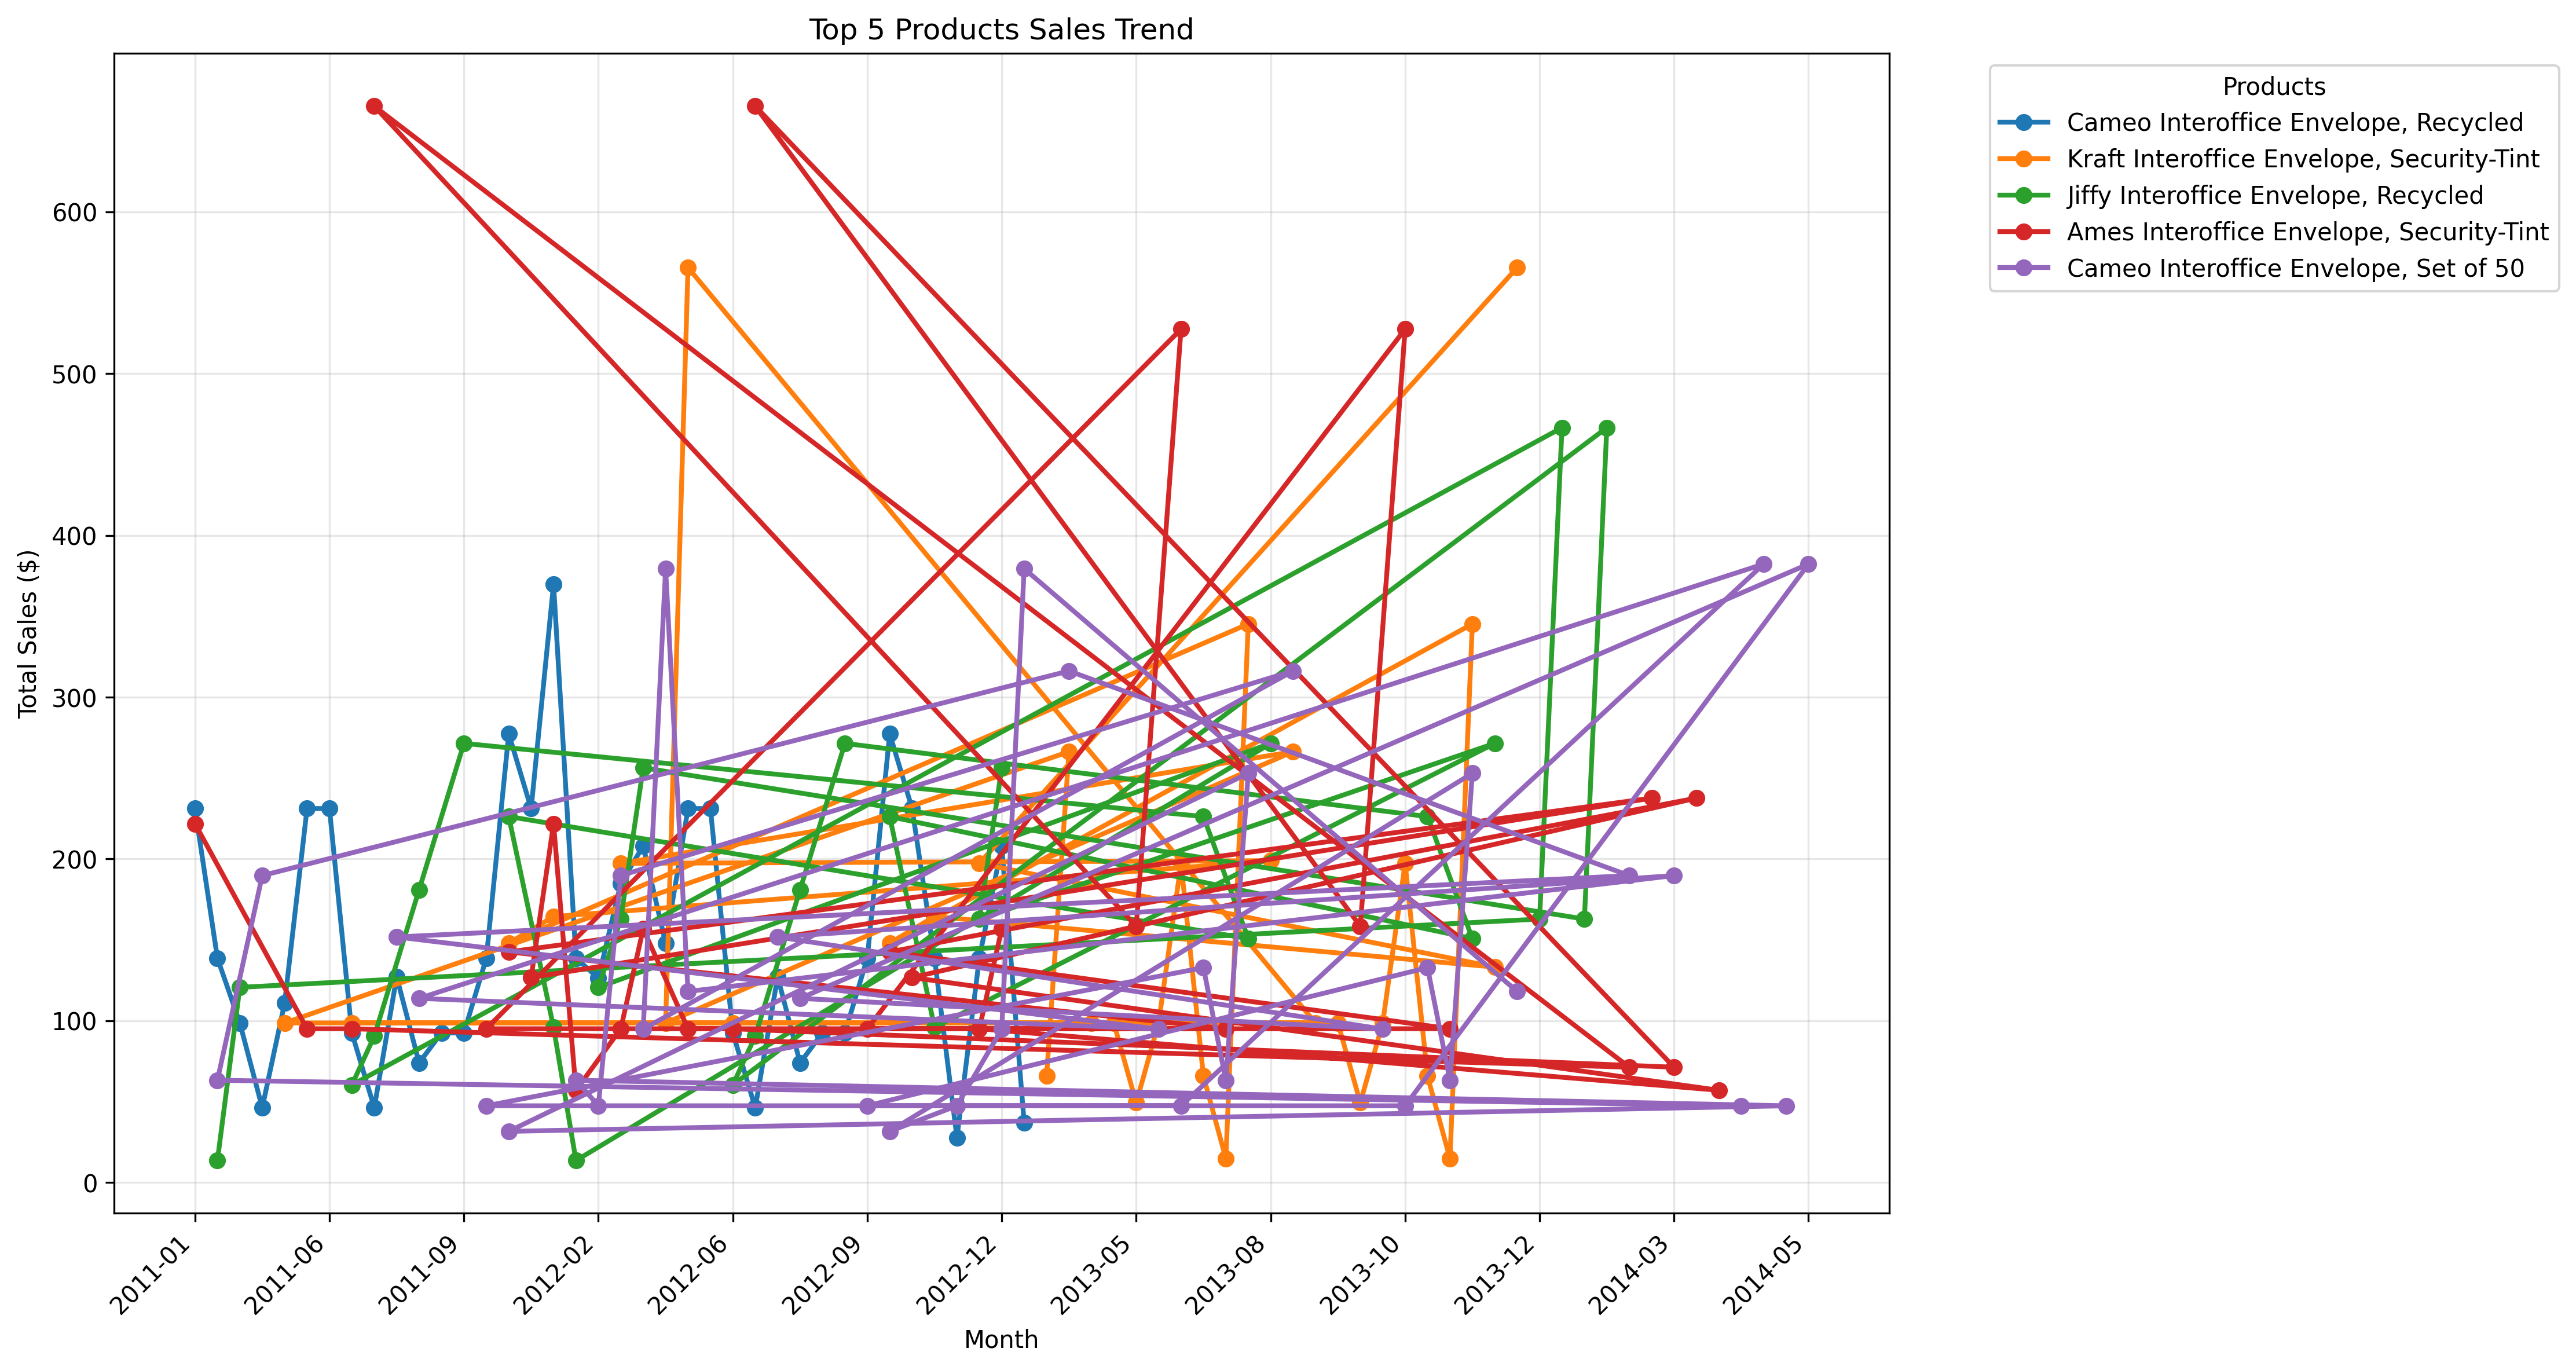 Top 5 Products Sales Trend
Total Sales ($)
600
500
400
300
200
100
0
2011-01
2011-06
2011-09
2012-02
2012-06
2012-09
2012-12
2013-05
2013-08
2013-10
2013-12
2014-03
2014-05
Month
Products
Cameo Interoffice Envelope, Recycled
Kraft Interoffice Envelope, Security-Tint
Jiffy Interoffice Envelope, Recycled
Ames Interoffice Envelope, Security-Tint
Cameo Interoffice Envelope, Set of 50